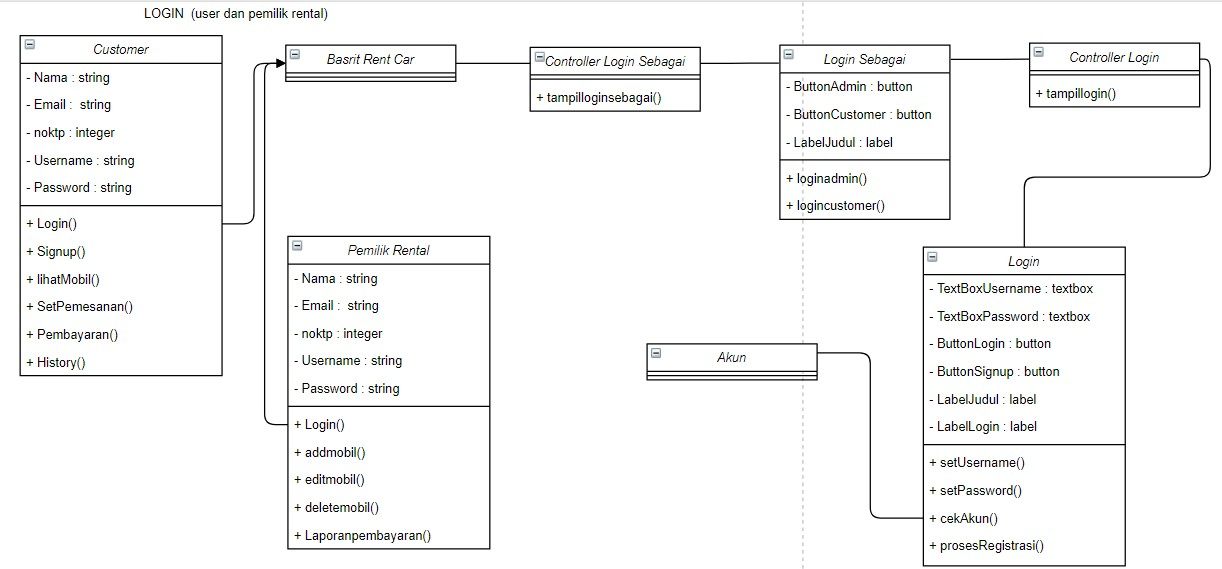 LOGIN (user dan pemilik rental)
Customer
- Nama : string
- Email : string
- noktp : integer
- Username : string
- Password : string
+ Login()
+ Signup()
+ lihatMobil()
+ SetPemesanan()
+ Pembayaran()
+ History()
Basrit Rent Car
Controller Login Sebagai
+ tampilloginsebagai()
Login Sebagai
- ButtonAdmin : button
- ButtonCustomer : button
- LabelJudul : label
+ loginadmin()
+ logincustomer()
Controller Login
+ tampillogin()
Pemilik Rental
- Nama : string
- Email : string
- noktp : integer
- Username : string
- Password : string
+ Login()
+ addmobil()
+ editmobil()
+ deletemobil()
+ Laporanpembayaran()
Akun
Login
- TextBoxUsername : textbox
- TextBoxPassword : textbox
- ButtonLogin : button
- ButtonSignup : button
- LabelJudul : label
- LabelLogin : label
+ setUsername()
+ setPassword()
+ cekAkun()
+ prosesRegistrasi()